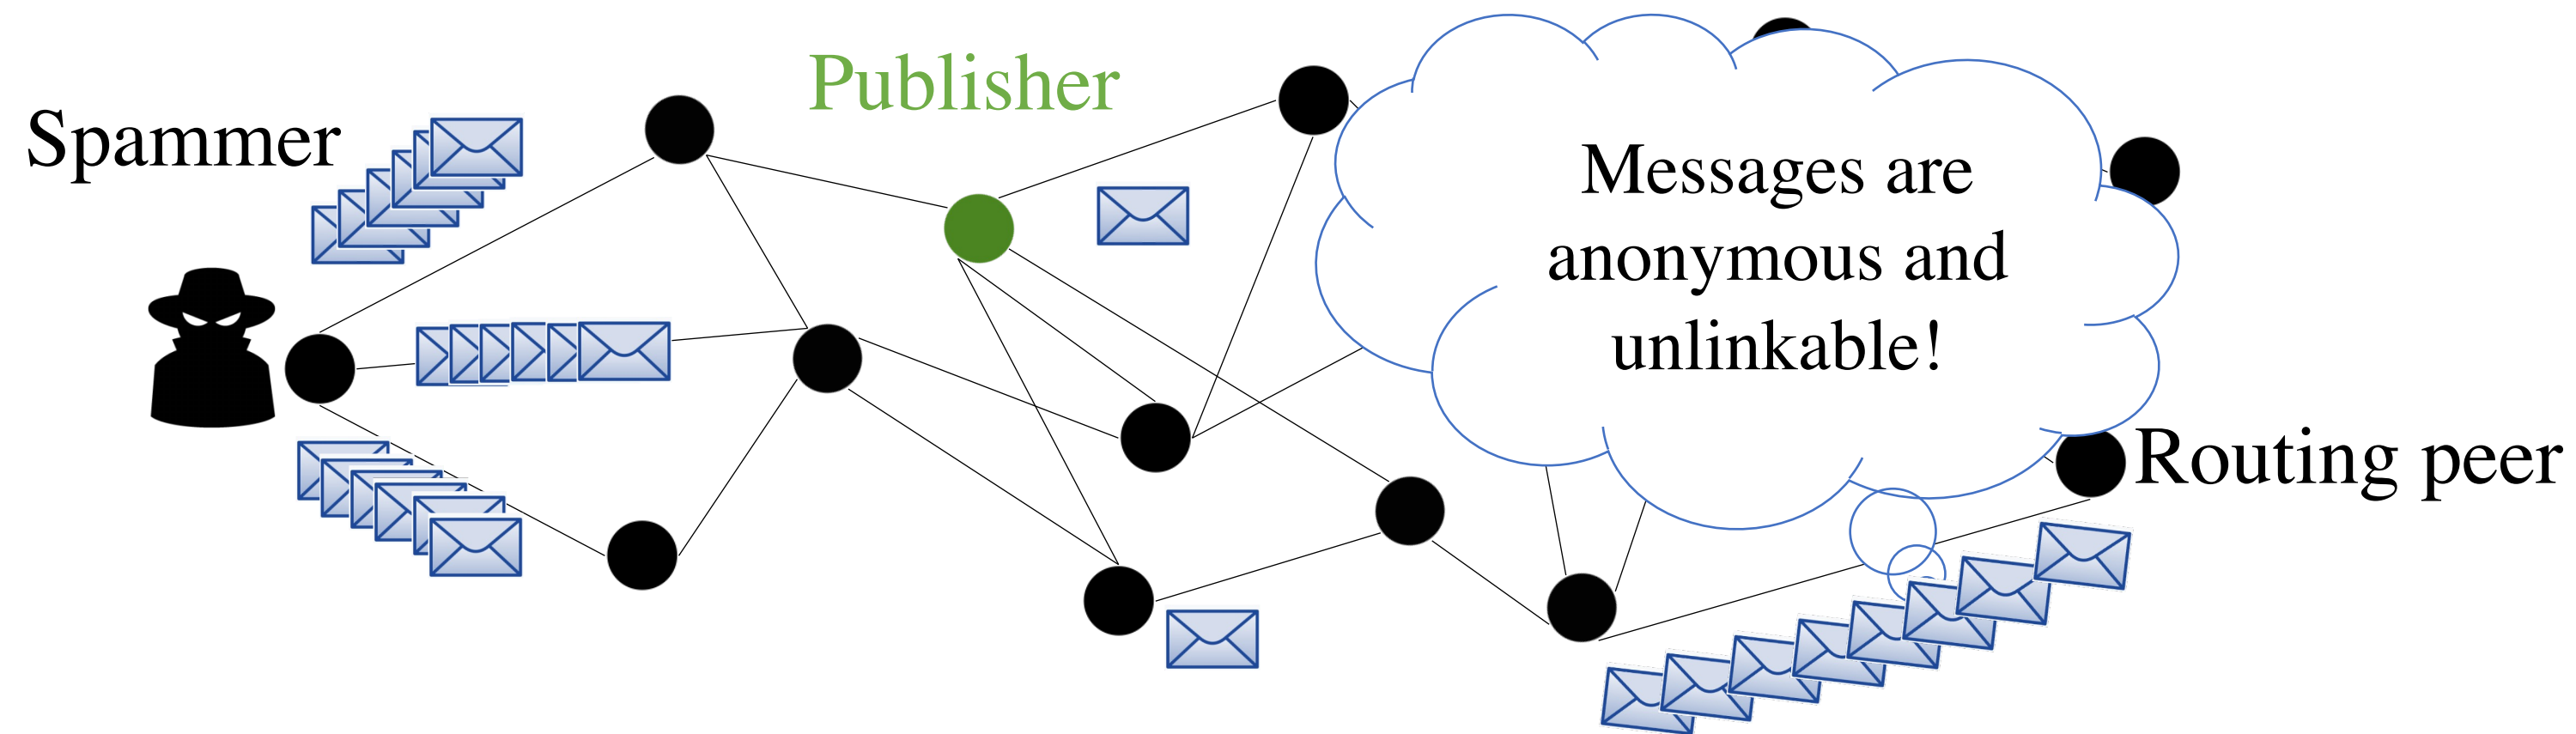 Spammer
Publisher
Messages are
anonymous and
unlinkable!
Routing peer